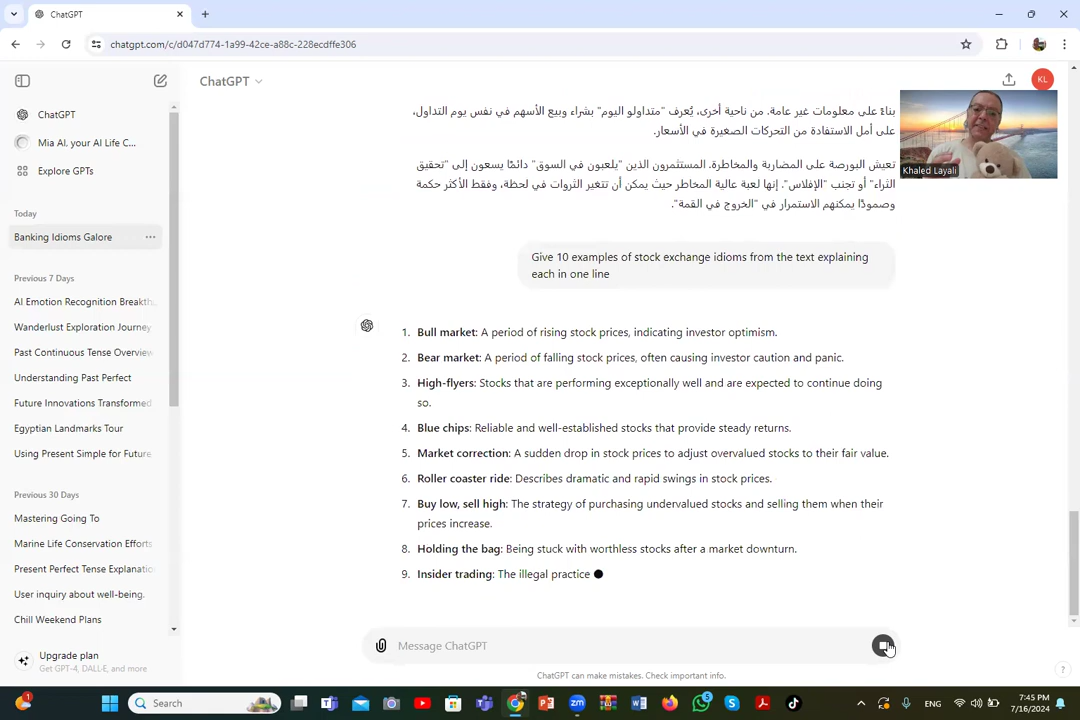 ChatGPT
chatgpt.com/c/d047d774-1a99-42ce-a88c-228ecdffe306
ChatGPT
KL
ChatGPT
Mia AI, your AI Life C...
Explore GPTs
Today
Banking Idioms Galore
Previous 7 Days
AI Emotion Recognition Breakth
Wanderlust Exploration Journey
Past Continuous Tense Overview
Understanding Past Perfect
Future Innovations Transformed
Egyptian Landmarks Tour
Using Present Simple for Future
Previous 30 Days
Mastering Going To
Marine Life Conservation Efforts
Present Perfect Tense Explanatio
User inquiry about well-being.
Chill Weekend Plans
Upgrade plan
Get GPT-4, DALL·E, and more
بناءً على معلومات غير عامة. من ناحية أخرى، يُعرف "متداولو اليوم" بشراء وبيع الأسهم في نفس يوم التداول،
على أمل الاستفادة من التحركات الصغيرة في الأسعار.
تعيش البورصة على المضاربة والمخاطرة. المستثمرون الذين "يلعبون في السوق" دائمًا يسعون إلى "تحقيق
الثراء" أو تجنب "الإفلاس". إنها لعبة عالية المخاطر حيث يمكن أن تتغير الثروات في لحظة، وفقط الأكثر حكمة
وصمودًا يمكنهم الاستمرار في "الخروج في القمة".
Khaled Layali
Give 10 examples of stock exchange idioms from the text explaining
each in one line
1. Bull market: A period of rising stock prices, indicating investor optimism.
2. Bear market: A period of falling stock prices, often causing investor caution and panic.
3. High-flyers: Stocks that are performing exceptionally well and are expected to continue doing
so.
4. Blue chips: Reliable and well-established stocks that provide steady returns.
5. Market correction: A sudden drop in stock prices to adjust overvalued stocks to their fair value.
6. Roller coaster ride: Describes dramatic and rapid swings in stock prices.
7. Buy low, sell high: The strategy of purchasing undervalued stocks and selling them when their
prices increase.
8. Holding the bag: Being stuck with worthless stocks after a market downturn.
9. Insider trading: The illegal practice
Message ChatGPT
ChatGPT can make mistakes. Check important info.
?
1
Search
5
ENG
7:45 PM
7/16/2024